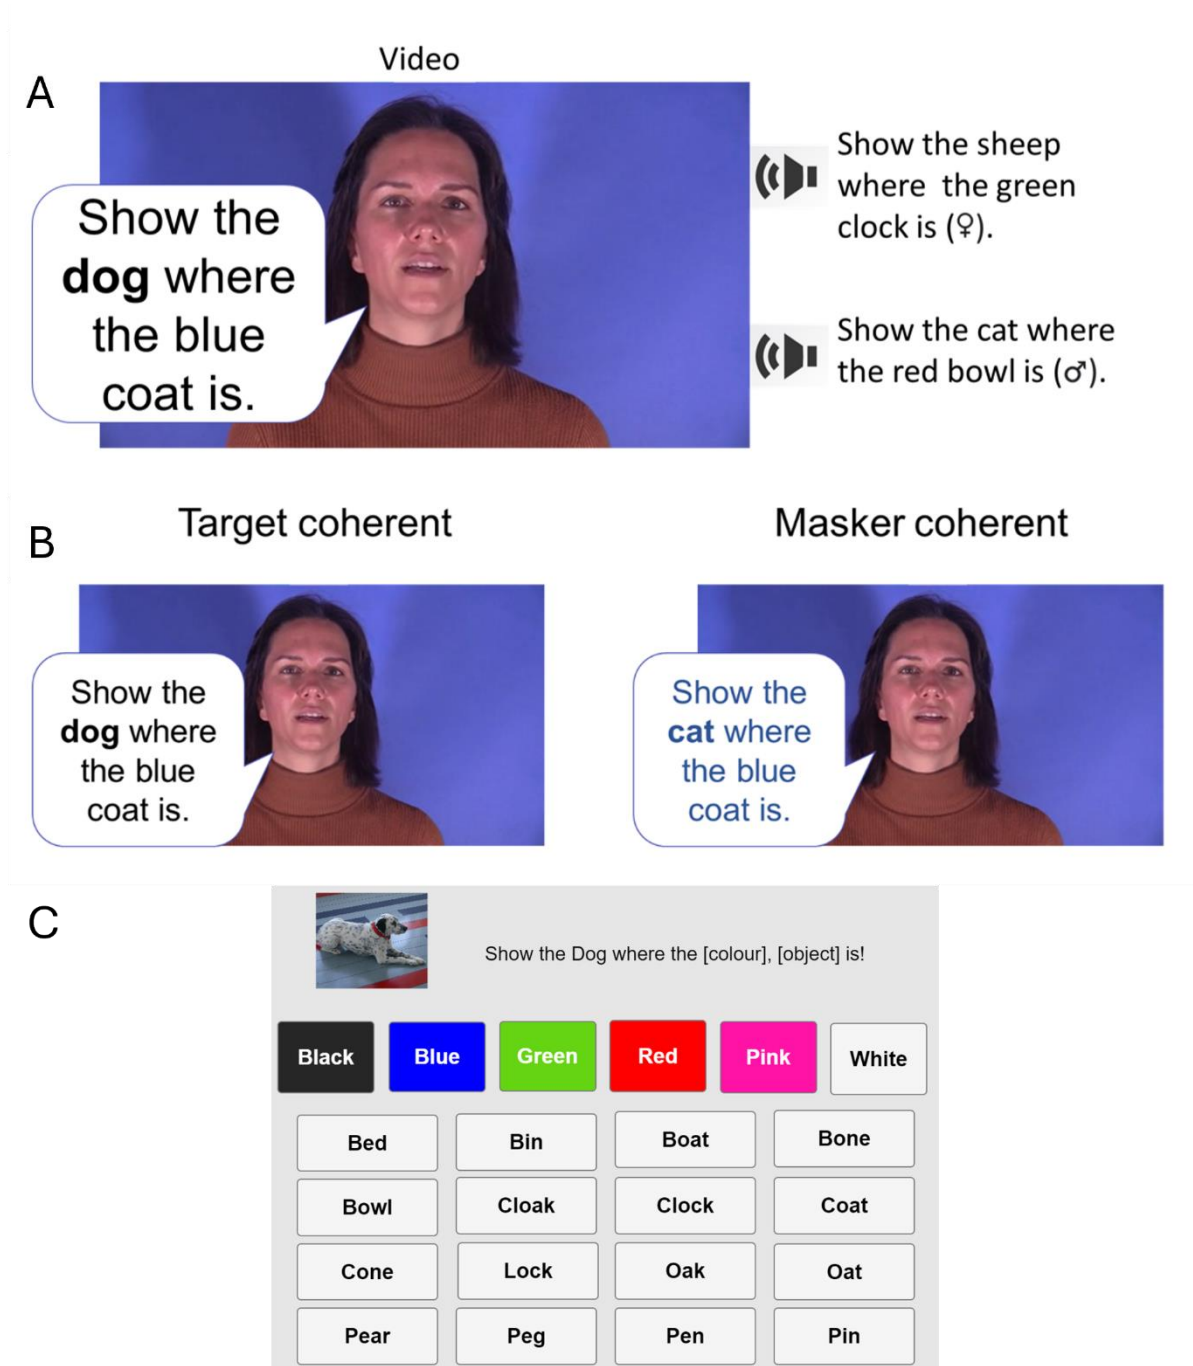 A
Video
Show the
dog where
the blue
coat is.
Show the sheep
where the green
clock is (♀).
Show the cat where
the red bowl is (♂).
B
Target coherent
Masker coherent
Show the
dog where
the blue
coat is.
Show the
cat where
the blue
coat is.
C
Show the Dog where the [colour], [object] is!
Black Blue Green Red Pink White
Bed Bin Boat Bone
Bowl Cloak Clock Coat
Cone Lock Oak Oat
Pear Peg Pen Pin